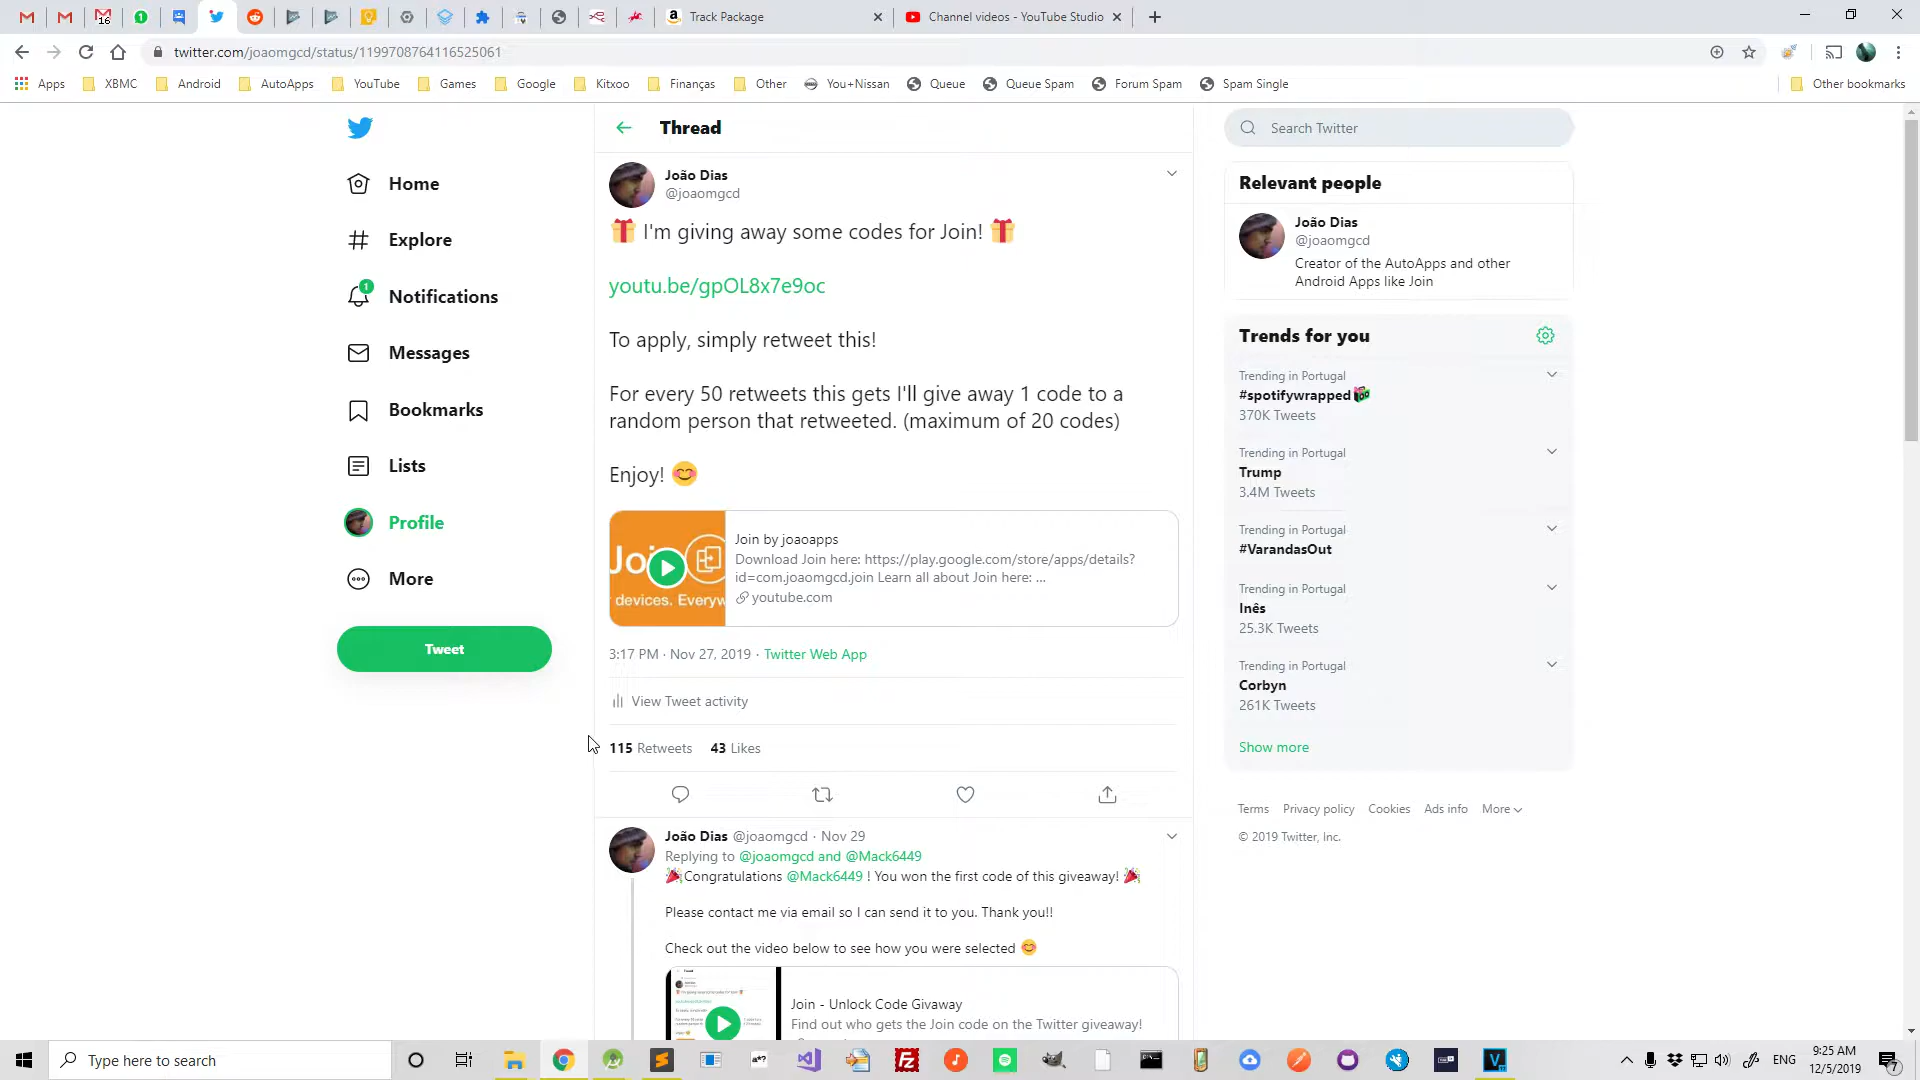 16
Track Package
Channel videos - YouTube Studio
twitter.com/joaomgcd/status/1199708764116525061
Apps
XBMC
Android
AutoApps
YouTube
Games
Google
Kitxoo
Finanças
Other
You+Nissan
Queue
Queue Spam
Forum Spam
Spam Single
Other bookmarks
Home
Explore
1
Notifications
Messages
Bookmarks
Lists
Profile
More
Tweet
Thread
João Dias
@joaomgcd
🎁 I'm giving away some codes for Join! 🎁
youtu.be/gpOL8x7e9oc
To apply, simply retweet this!
For every 50 retweets this gets I'll give away 1 code to a
random person that retweeted. (maximum of 20 codes)
Enjoy! 😊
Joi
devices. Everyw
Join by joaoapps
Download Join here: https://play.google.com/store/apps/details?
id=com.joaomgcd.join Learn all about Join here: ...
youtube.com
3:17 PM · Nov 27, 2019 · Twitter Web App
View Tweet activity
115 Retweets 43 Likes
João Dias @joaomgcd · Nov 29
Replying to @joaomgcd and @Mack6449
🎉Congratulations @Mack6449 ! You won the first code of this giveaway! 🎉
Please contact me via email so I can send it to you. Thank you!!
Check out the video below to see how you were selected 😊
Join - Unlock Code Givaway
Find out who gets the Join code on the Twitter giveaway!
Search Twitter
Relevant people
João Dias
@joaomgcd
Creator of the AutoApps and other
Android Apps like Join
Trends for you
Trending in Portugal
#spotifywrapped
370K Tweets
Trending in Portugal
Trump
3.4M Tweets
Trending in Portugal
#VarandasOut
Trending in Portugal
Inês
25.3K Tweets
Trending in Portugal
Corbyn
261K Tweets
Show more
Terms Privacy policy Cookies Ads info More
© 2019 Twitter, Inc.
Type here to search
ENG
9:25 AM
12/5/2019
7